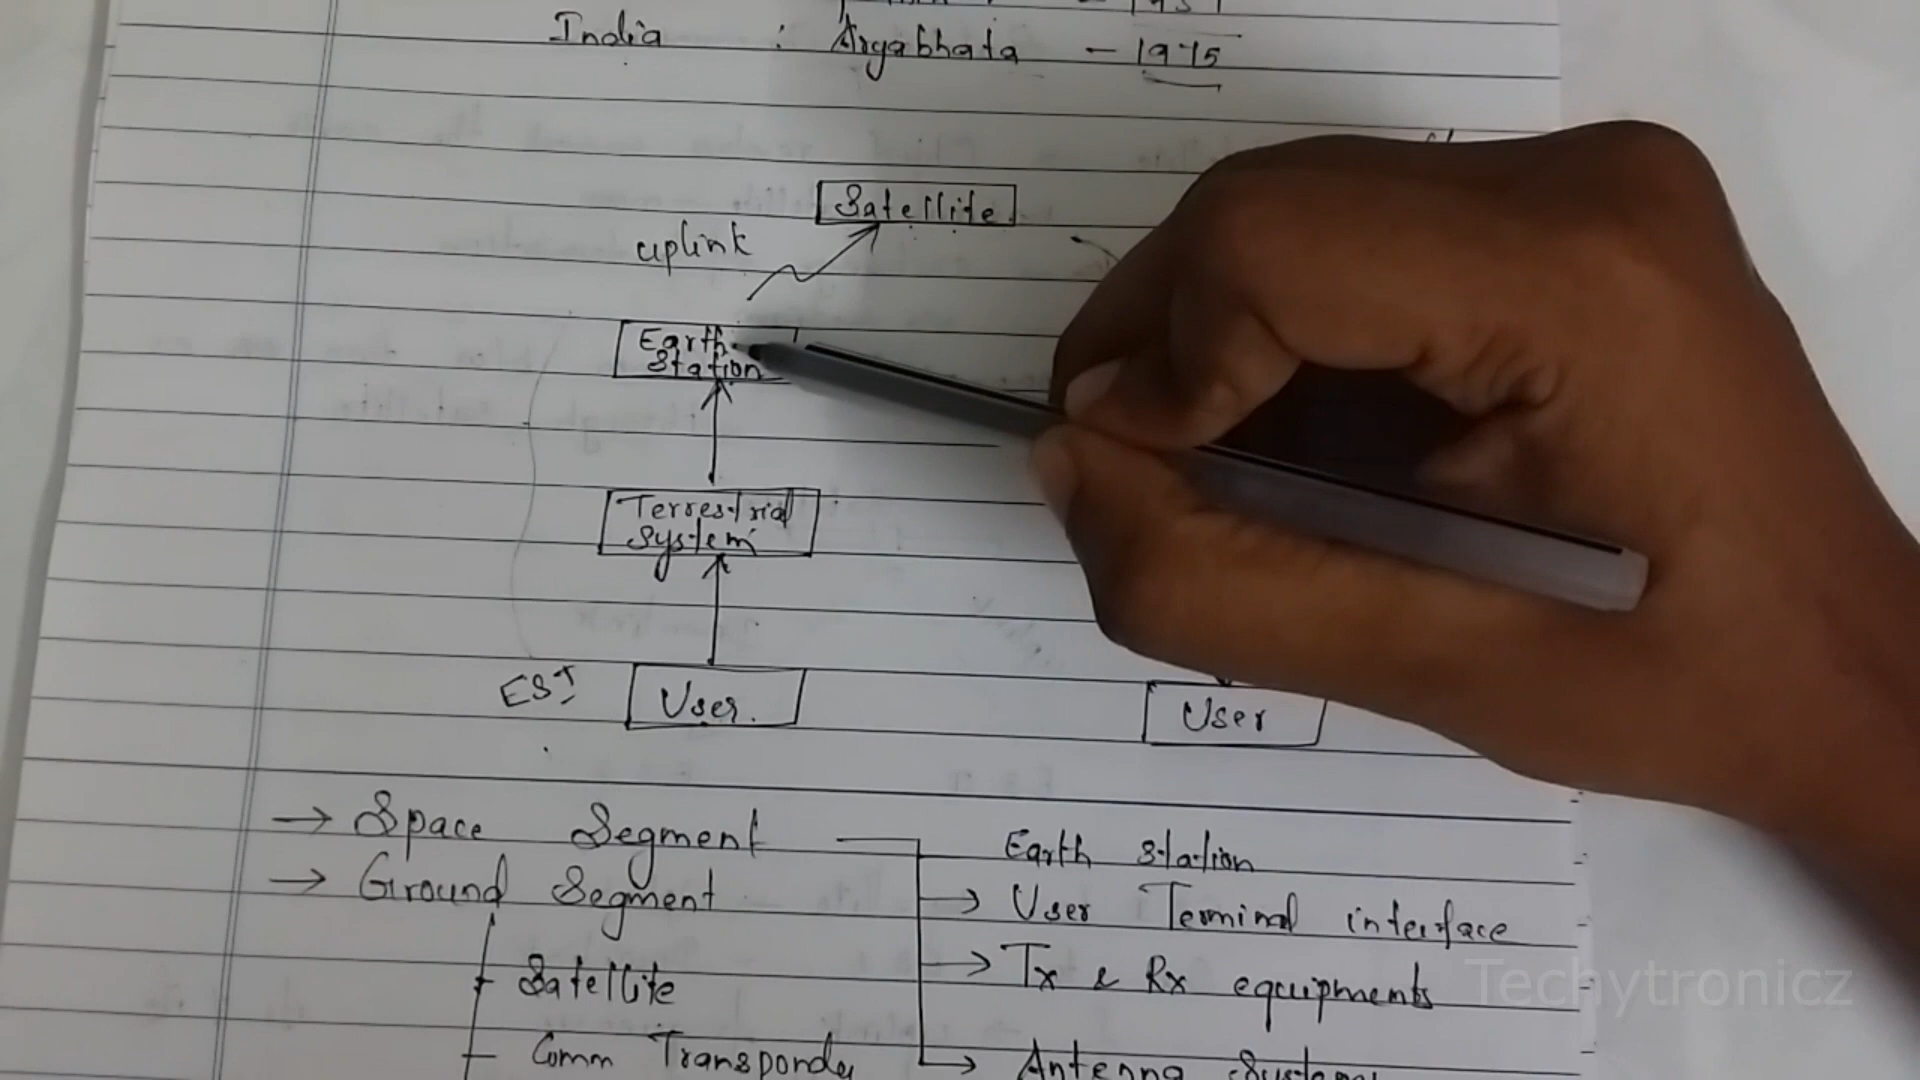 India : Aryabhata - 1975
Satellite
uplink
Earth
Station
Terrestrial
System
EST
User.
User
→ Space Segment
→ Ground Segment
Satellite
Comm Transponder
Earth Station
→ User Terminal interface
→ Tx & Rx equipments
→ Antenna Systems
Techytronicz